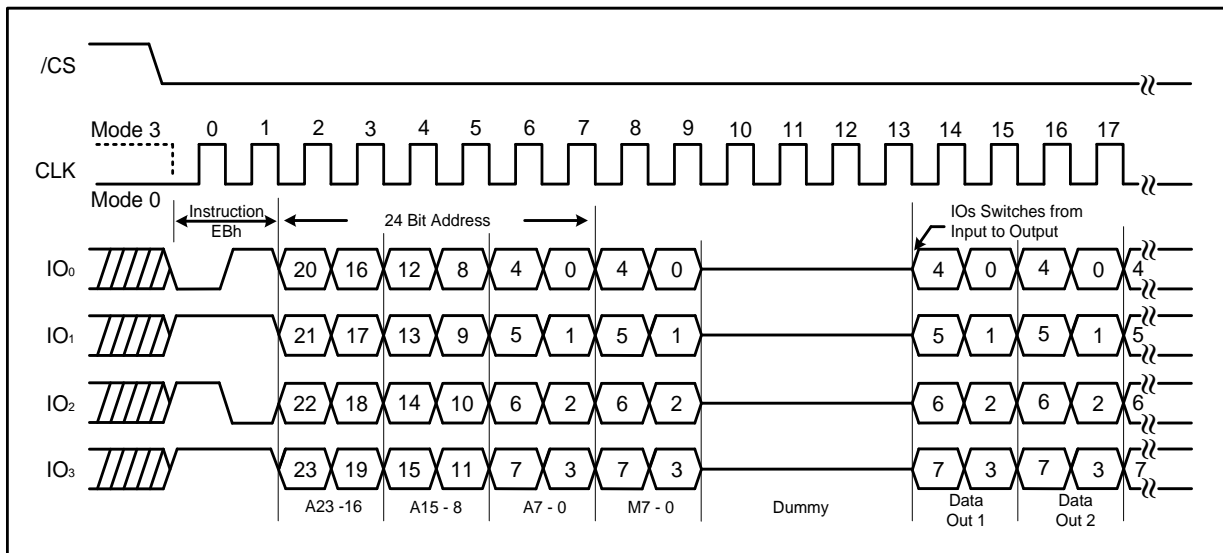 /CS
Mode 3 0 1 2 3 4 5 6 7 8 9 10 11 12 13 14 15 16 17
CLK
Mode 0
Instruction
EBh
24 Bit Address
IOs Switches from
Input to Output
IO0 20 16 12 8 4 0 4 0 4 0 4 0 4
IO1 21 17 13 9 5 1 5 1 5 1 5 1 5
IO2 22 18 14 10 6 2 6 2 6 2 6 2 6
IO3 23 19 15 11 7 3 7 3 7 3 7 3 7
A23 -16 A15 - 8 A7 - 0 M7 - 0 Dummy
Data
Out 1
Data
Out 2